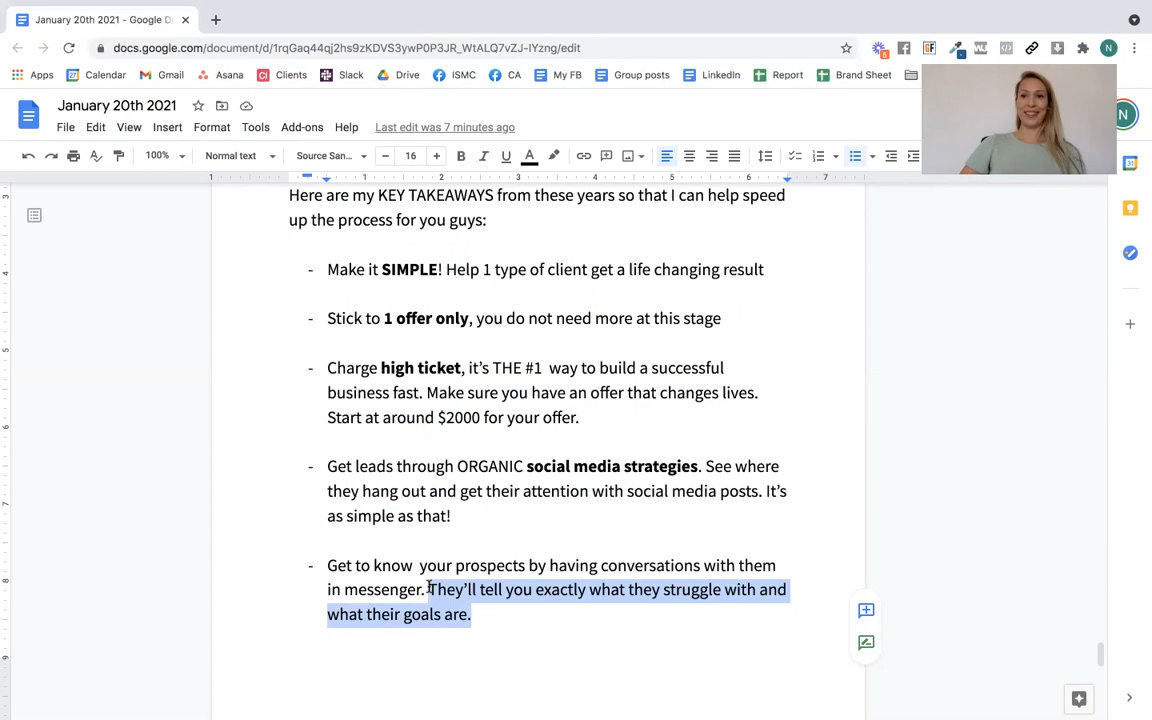 January 20th 2021 - Google D
docs.google.com/document/d/1rqGaq44qj2hs9zKDVS3ywP0P3JR_WtALQ7vZJ-IYzng/edit
Apps Calendar Gmail Asana Clients Slack Drive ISMC CA My FB Group posts LinkedIn Report Brand Sheet
January 20th 2021
File Edit View Insert Format Tools Add-ons Help Last edit was 7 minutes ago
100% Normal text Source San... - 16 + B I U A
1 1 2 3 4 5 6 7
Here are my KEY TAKEAWAYS from these years so that I can help speed
up the process for you guys:
- Make it SIMPLE! Help 1 type of client get a life changing result
- Stick to 1 offer only, you do not need more at this stage
- Charge high ticket, it’s THE #1 way to build a successful
business fast. Make sure you have an offer that changes lives.
Start at around $2000 for your offer.
- Get leads through ORGANIC social media strategies. See where
they hang out and get their attention with social media posts. It’s
as simple as that!
- Get to know your prospects by having conversations with them
in messenger. They’ll tell you exactly what they struggle with and
what their goals are.